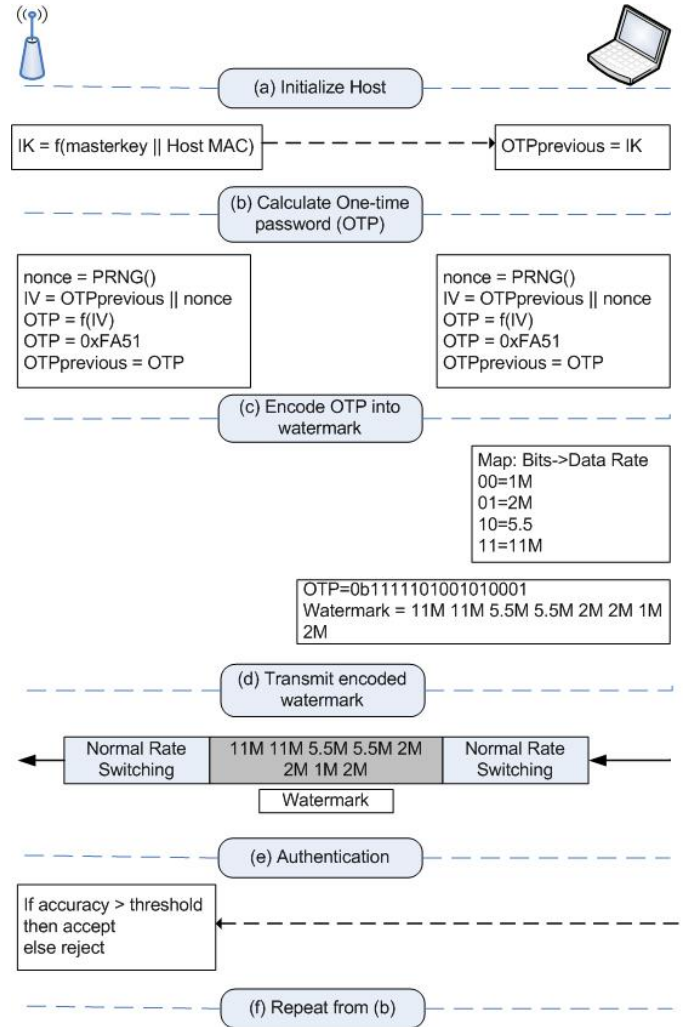 (a) Initialize Host
IK = f(masterkey || Host MAC)
OTPprevious = IK
(b) Calculate One-time
password (OTP)
nonce = PRNG()
IV = OTPprevious || nonce
OTP = f(IV)
OTP = 0xFA51
OTPprevious = OTP
nonce = PRNG()
IV = OTPprevious || nonce
OTP = f(IV)
OTP = 0xFA51
OTPprevious = OTP
(c) Encode OTP into
watermark
Map: Bits->Data Rate
00=1M
01=2M
10=5.5
11=11M
OTP=0b1111101001010001
Watermark = 11M 11M 5.5M 5.5M 2M 2M 1M
2M
(d) Transmit encoded
watermark
Normal Rate
Switching
11M 11M 5.5M 5.5M 2M
2M 1M 2M
Normal Rate
Switching
Watermark
(e) Authentication
If accuracy > threshold
then accept
else reject
(f) Repeat from (b)